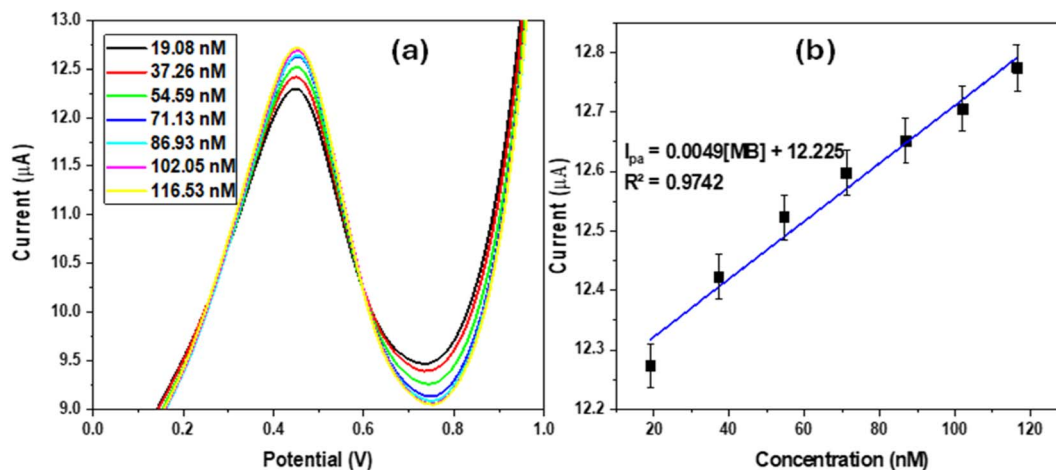 (a)
19.08 nM
37.26 nM
54.59 nM
71.13 nM
86.93 nM
102.05 nM
116.53 nM
Current (µA)
13.0
12.5
12.0
11.5
11.0
10.5
10.0
9.5
9.0
0.0 0.2 0.4 0.6 0.8 1.0
Potential (V)
(b)
Iₚₐ = 0.0049[MB] + 12.225
R² = 0.9742
Current (µA)
12.8
12.7
12.6
12.5
12.4
12.3
12.2
20 40 60 80 100 120
Concentration (nM)